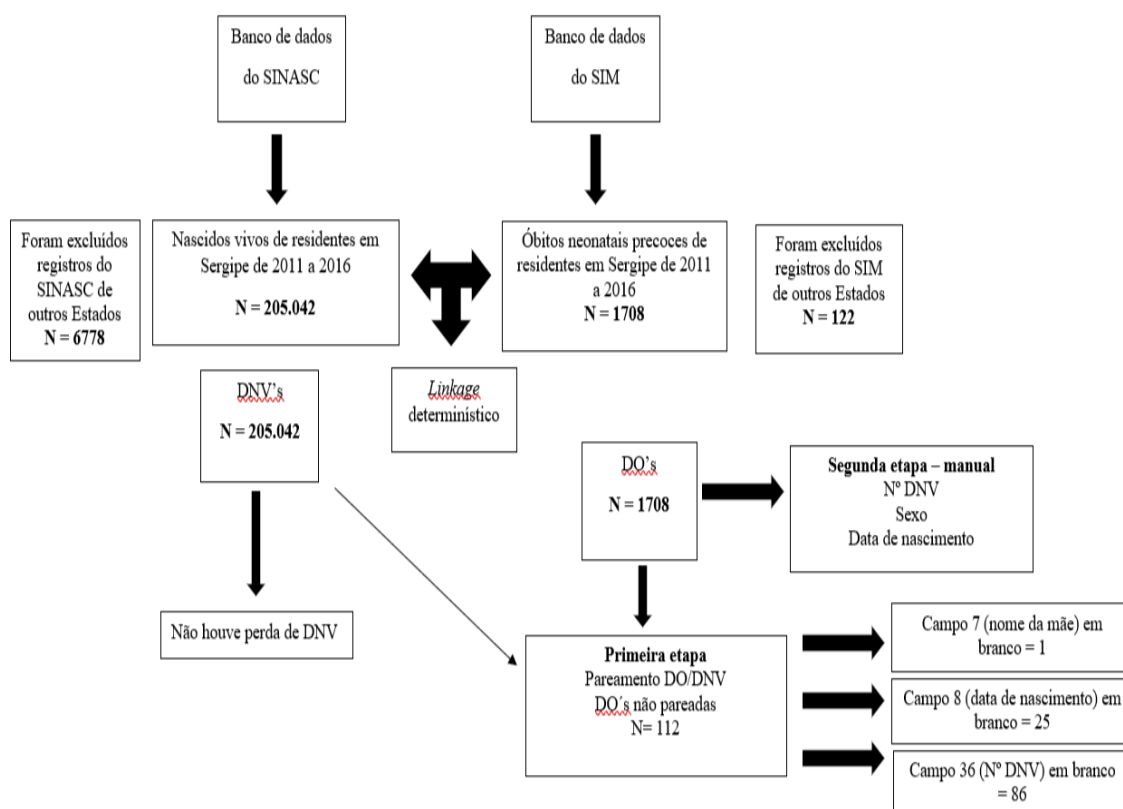 Banco de dados
do SINASC
Banco de dados
do SIM
Foram excluídos
registros do
SINASC de
outros Estados
N = 6778
Nascidos vivos de residentes em
Sergipe de 2011 a 2016
N = 205.042
Óbitos neonatais precoces de
residentes em Sergipe de 2011
a 2016
N = 1708
Foram excluídos
registros do SIM
de outros Estados
N = 122
DNV's
N = 205.042
Linkage
determinístico
DO's
N = 1708
Segunda etapa – manual
Nº DNV
Sexo
Data de nascimento
Não houve perda de DNV
Primeira etapa
Pareamento DO/DNV
DO´s não pareadas
N= 112
Campo 7 (nome da mãe) em
branco = 1
Campo 8 (data de nascimento) em
branco = 25
Campo 36 (Nº DNV) em branco
= 86